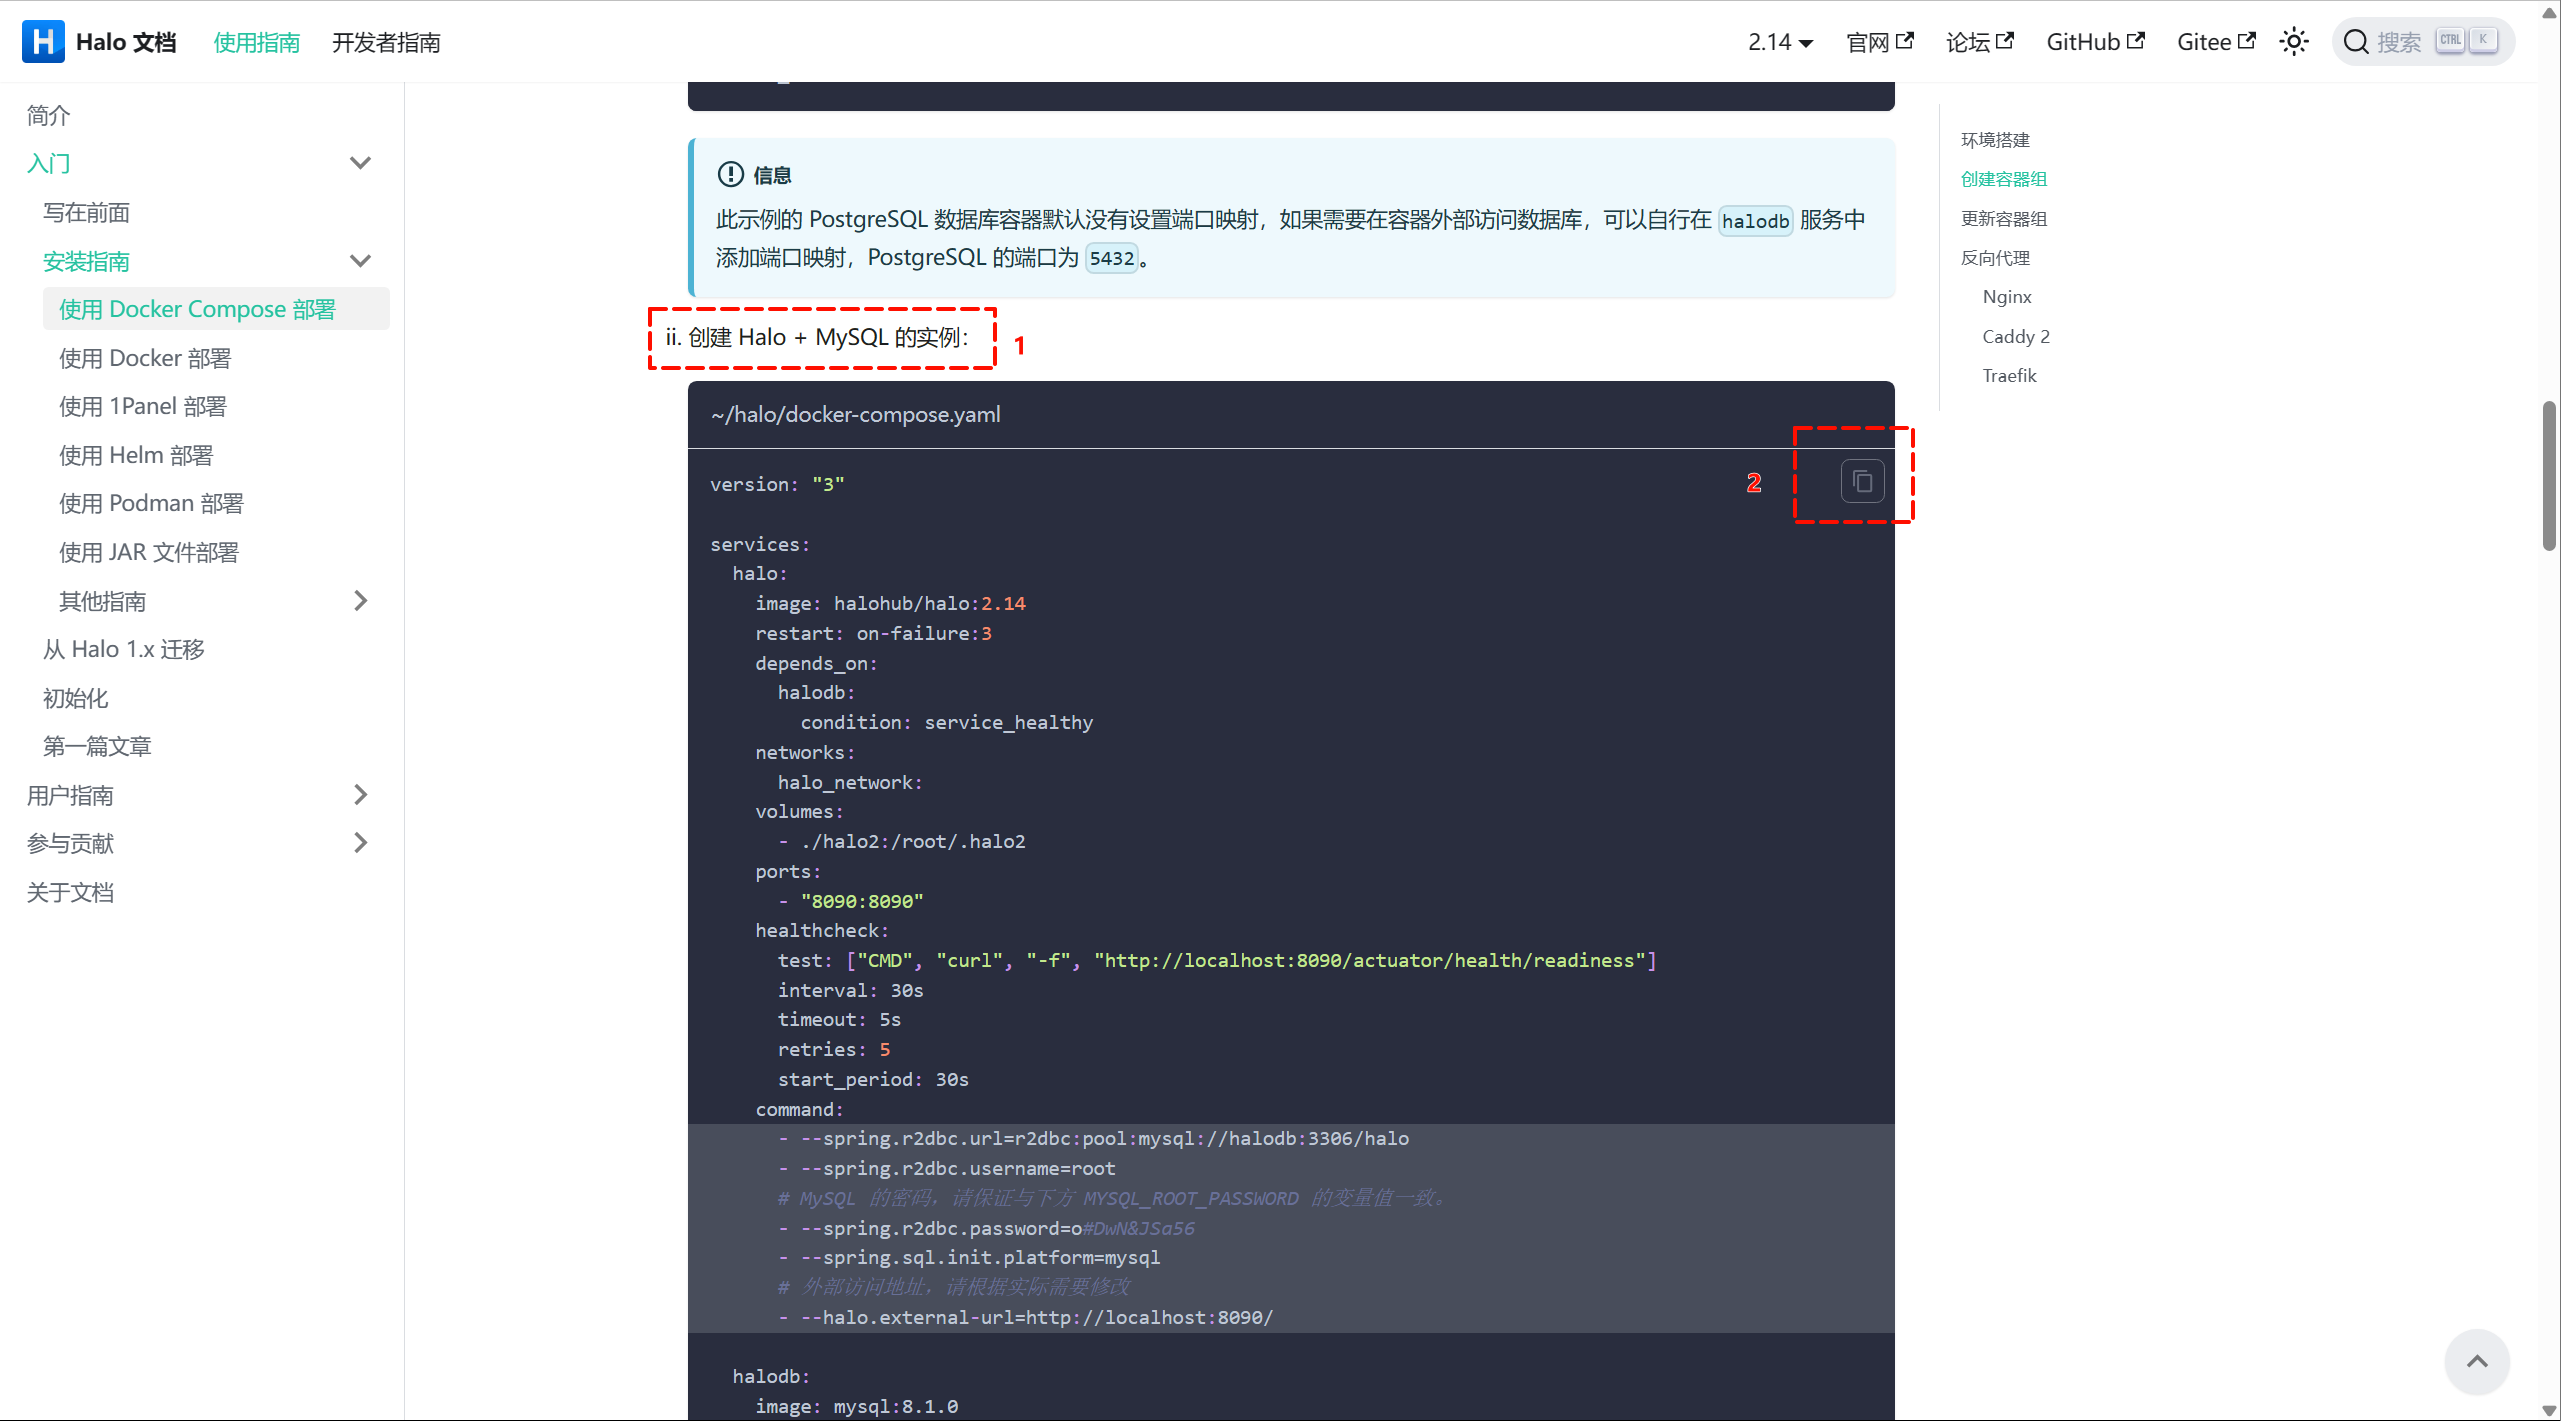 Halo 文档
使用指南
开发者指南
2.14
官网
论坛
GitHub
Gitee
搜索
CTRL
K
简介
入门
写在前面
安装指南
使用 Docker Compose 部署
使用 Docker 部署
使用 1Panel 部署
使用 Helm 部署
使用 Podman 部署
使用 JAR 文件部署
其他指南
从 Halo 1.x 迁移
初始化
第一篇文章
用户指南
参与贡献
关于文档
信息
此示例的 PostgreSQL 数据库容器默认没有设置端口映射，如果需要在容器外部访问数据库，可以自行在 halodb 服务中
添加端口映射，PostgreSQL 的端口为 5432。
ii. 创建 Halo + MySQL 的实例：
1
~/halo/docker-compose.yaml
2
version: "3"
services:
  halo:
    image: halohub/halo:2.14
    restart: on-failure:3
    depends_on:
      halodb:
        condition: service_healthy
    networks:
      halo_network:
    volumes:
      - ./halo2:/root/.halo2
    ports:
      - "8090:8090"
    healthcheck:
      test: ["CMD", "curl", "-f", "http://localhost:8090/actuator/health/readiness"]
      interval: 30s
      timeout: 5s
      retries: 5
      start_period: 30s
    command:
      - --spring.r2dbc.url=r2dbc:pool:mysql://halodb:3306/halo
      - --spring.r2dbc.username=root
      # MySQL 的密码，请保证与下方 MYSQL_ROOT_PASSWORD 的变量值一致。
      - --spring.r2dbc.password=o#DwN&JSa56
      - --spring.sql.init.platform=mysql
      # 外部访问地址，请根据实际需要修改
      - --halo.external-url=http://localhost:8090/
  halodb:
    image: mysql:8.1.0
环境搭建
创建容器组
更新容器组
反向代理
Nginx
Caddy 2
Traefik